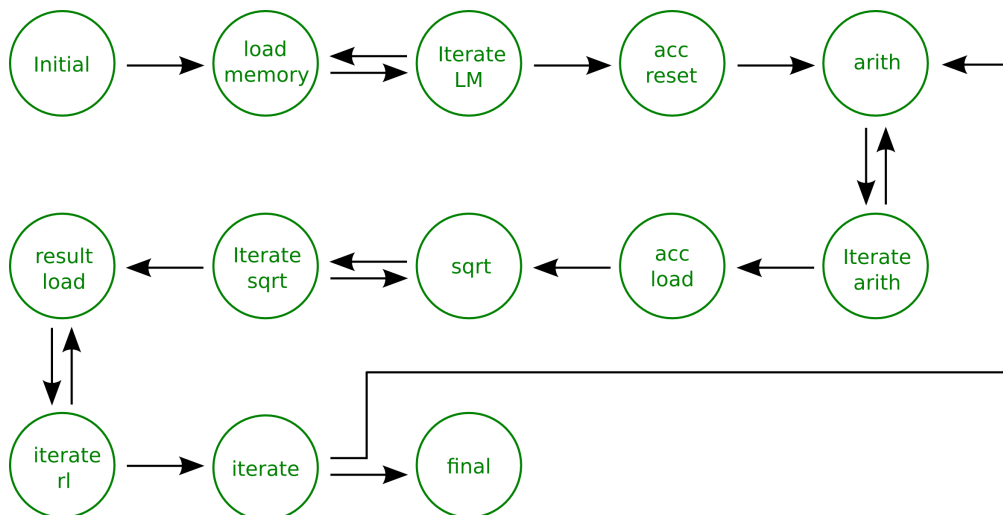 Initial
load
memory
Iterate
LM
acc
reset
arith
result
load
Iterate
sqrt
sqrt
acc
load
Iterate
arith
iterate
rl
iterate
final